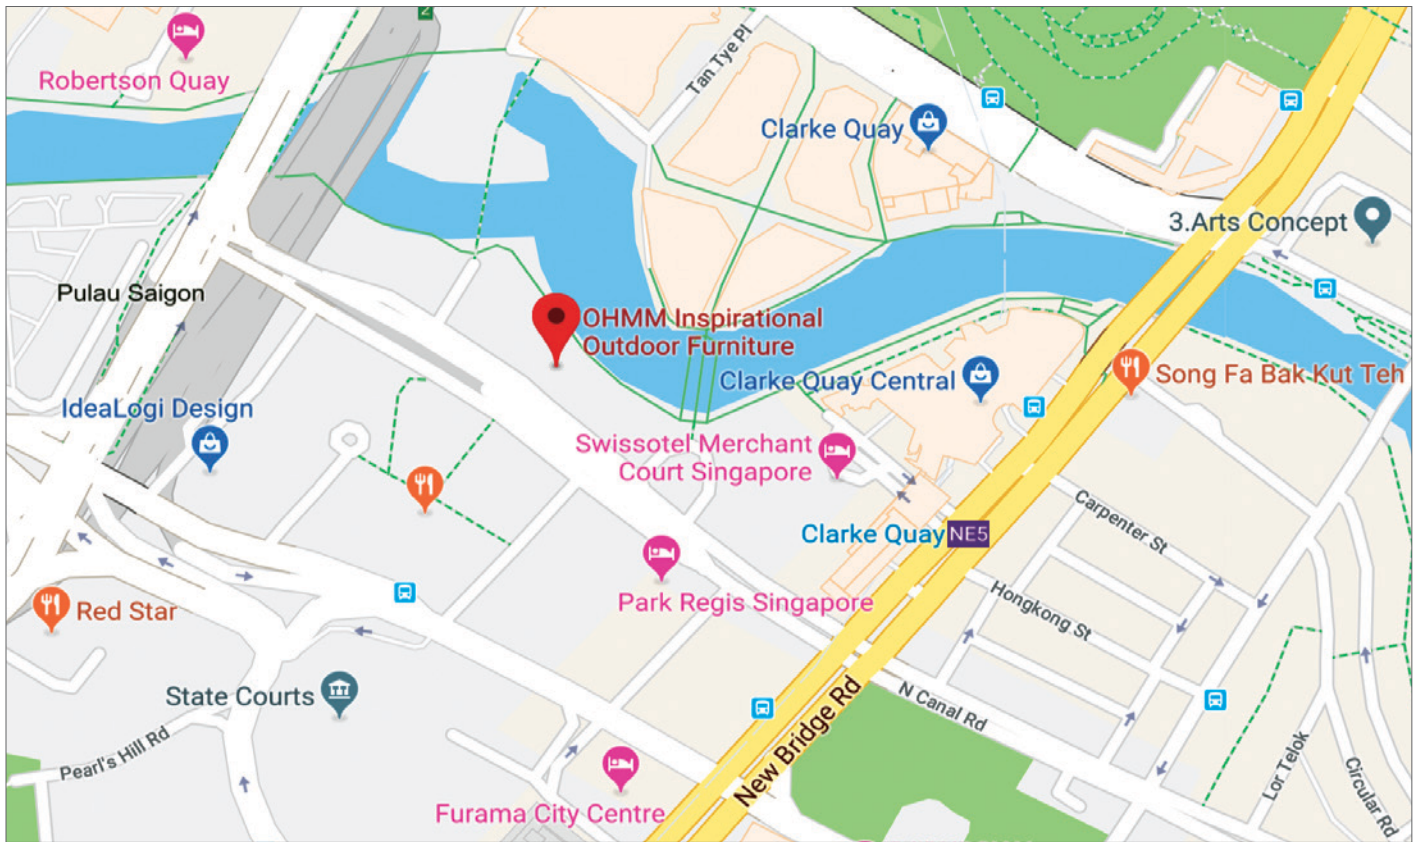 2
Robertson Quay
Tan Tye Pl
Clarke Quay
3.Arts Concept
Pulau Saigon
OHMM Inspirational
Outdoor Furniture
Clarke Quay Central
Song Fa Bak Kut Teh
IdeaLogi Design
Swissotel Merchant
Court Singapore
Carpenter St
Clarke Quay NE5
Park Regis Singapore
Hongkong St
Red Star
State Courts
N Canal Rd
New Bridge Rd
Pearl's Hill Rd
Lor Telok
Circular Rd
Furama City Centre